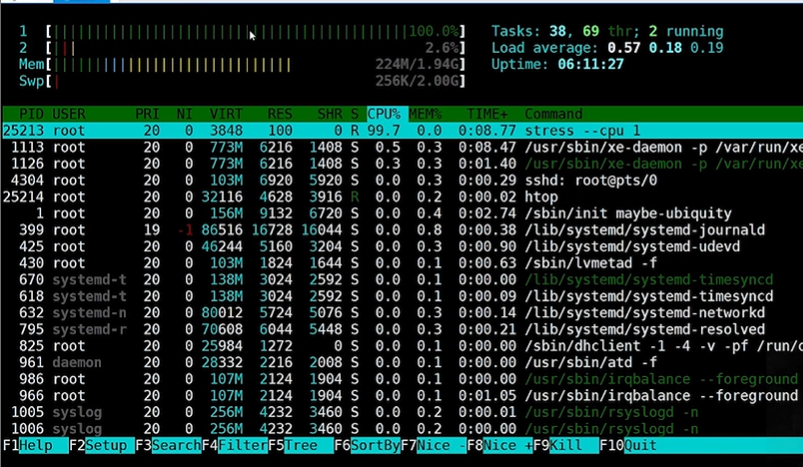 1 [||||||||||||||||||||||||||||||||||||||||||100.0%] Tasks: 38, 69 thr; 2 running
2 [||| 2.6%] Load average: 0.57 0.18 0.19
Mem[|||||||||||||||||||||||||||||| 224M/1.94G] Uptime: 06:11:27
Swp[| 256K/2.00G]
PID USER PRI NI VIRT RES SHR S CPU% MEM% TIME+ Command
25213 root 20 0 3848 100 0 R 99.7 0.0 0:08.77 stress --cpu 1
1113 root 20 0 773M 6216 1408 S 0.5 0.3 0:08.47 /usr/sbin/xe-daemon -p /var/run/xe
1126 root 20 0 773M 6216 1408 S 0.3 0.3 0:01.40 /usr/sbin/xe-daemon -p /var/run/xe
4304 root 20 0 103M 6920 5920 S 0.0 0.3 0:00.29 sshd: root@pts/0
25214 root 20 0 32116 4628 3916 R 0.0 0.2 0:00.02 htop
1 root 20 0 156M 9132 6720 S 0.0 0.4 0:02.74 /sbin/init maybe-ubiquity
399 root 19 -1 86516 16728 16044 S 0.0 0.8 0:00.38 /lib/systemd/systemd-journald
425 root 20 0 46244 5160 3204 S 0.0 0.3 0:00.90 /lib/systemd/systemd-udevd
430 root 20 0 103M 1824 1644 S 0.0 0.1 0:00.63 /sbin/lvmetad -f
670 systemd-t 20 0 138M 3024 2592 S 0.0 0.1 0:00.00 /lib/systemd/systemd-timesyncd
618 systemd-t 20 0 138M 3024 2592 S 0.0 0.1 0:00.09 /lib/systemd/systemd-timesyncd
632 systemd-n 20 0 80012 5724 5076 S 0.0 0.3 0:00.14 /lib/systemd/systemd-networkd
795 systemd-r 20 0 70608 6044 5448 S 0.0 0.3 0:00.21 /lib/systemd/systemd-resolved
825 root 20 0 25984 1272 0 S 0.0 0.1 0:00.00 /sbin/dhclient -1 -4 -v -pf /run/d
961 daemon 20 0 28332 2216 2008 S 0.0 0.1 0:00.00 /usr/sbin/atd -f
986 root 20 0 107M 2124 1904 S 0.0 0.1 0:00.00 /usr/sbin/irqbalance --foreground
966 root 20 0 107M 2124 1904 S 0.0 0.1 0:01.05 /usr/sbin/irqbalance --foreground
1005 syslog 20 0 256M 4232 3460 S 0.0 0.2 0:00.01 /usr/sbin/rsyslogd -n
1006 syslog 20 0 256M 4232 3460 S 0.0 0.2 0:00.00 /usr/sbin/rsyslogd -n
F1Help F2Setup F3SearchF4FilterF5Tree F6SortByF7Nice -F8Nice +F9Kill F10Quit